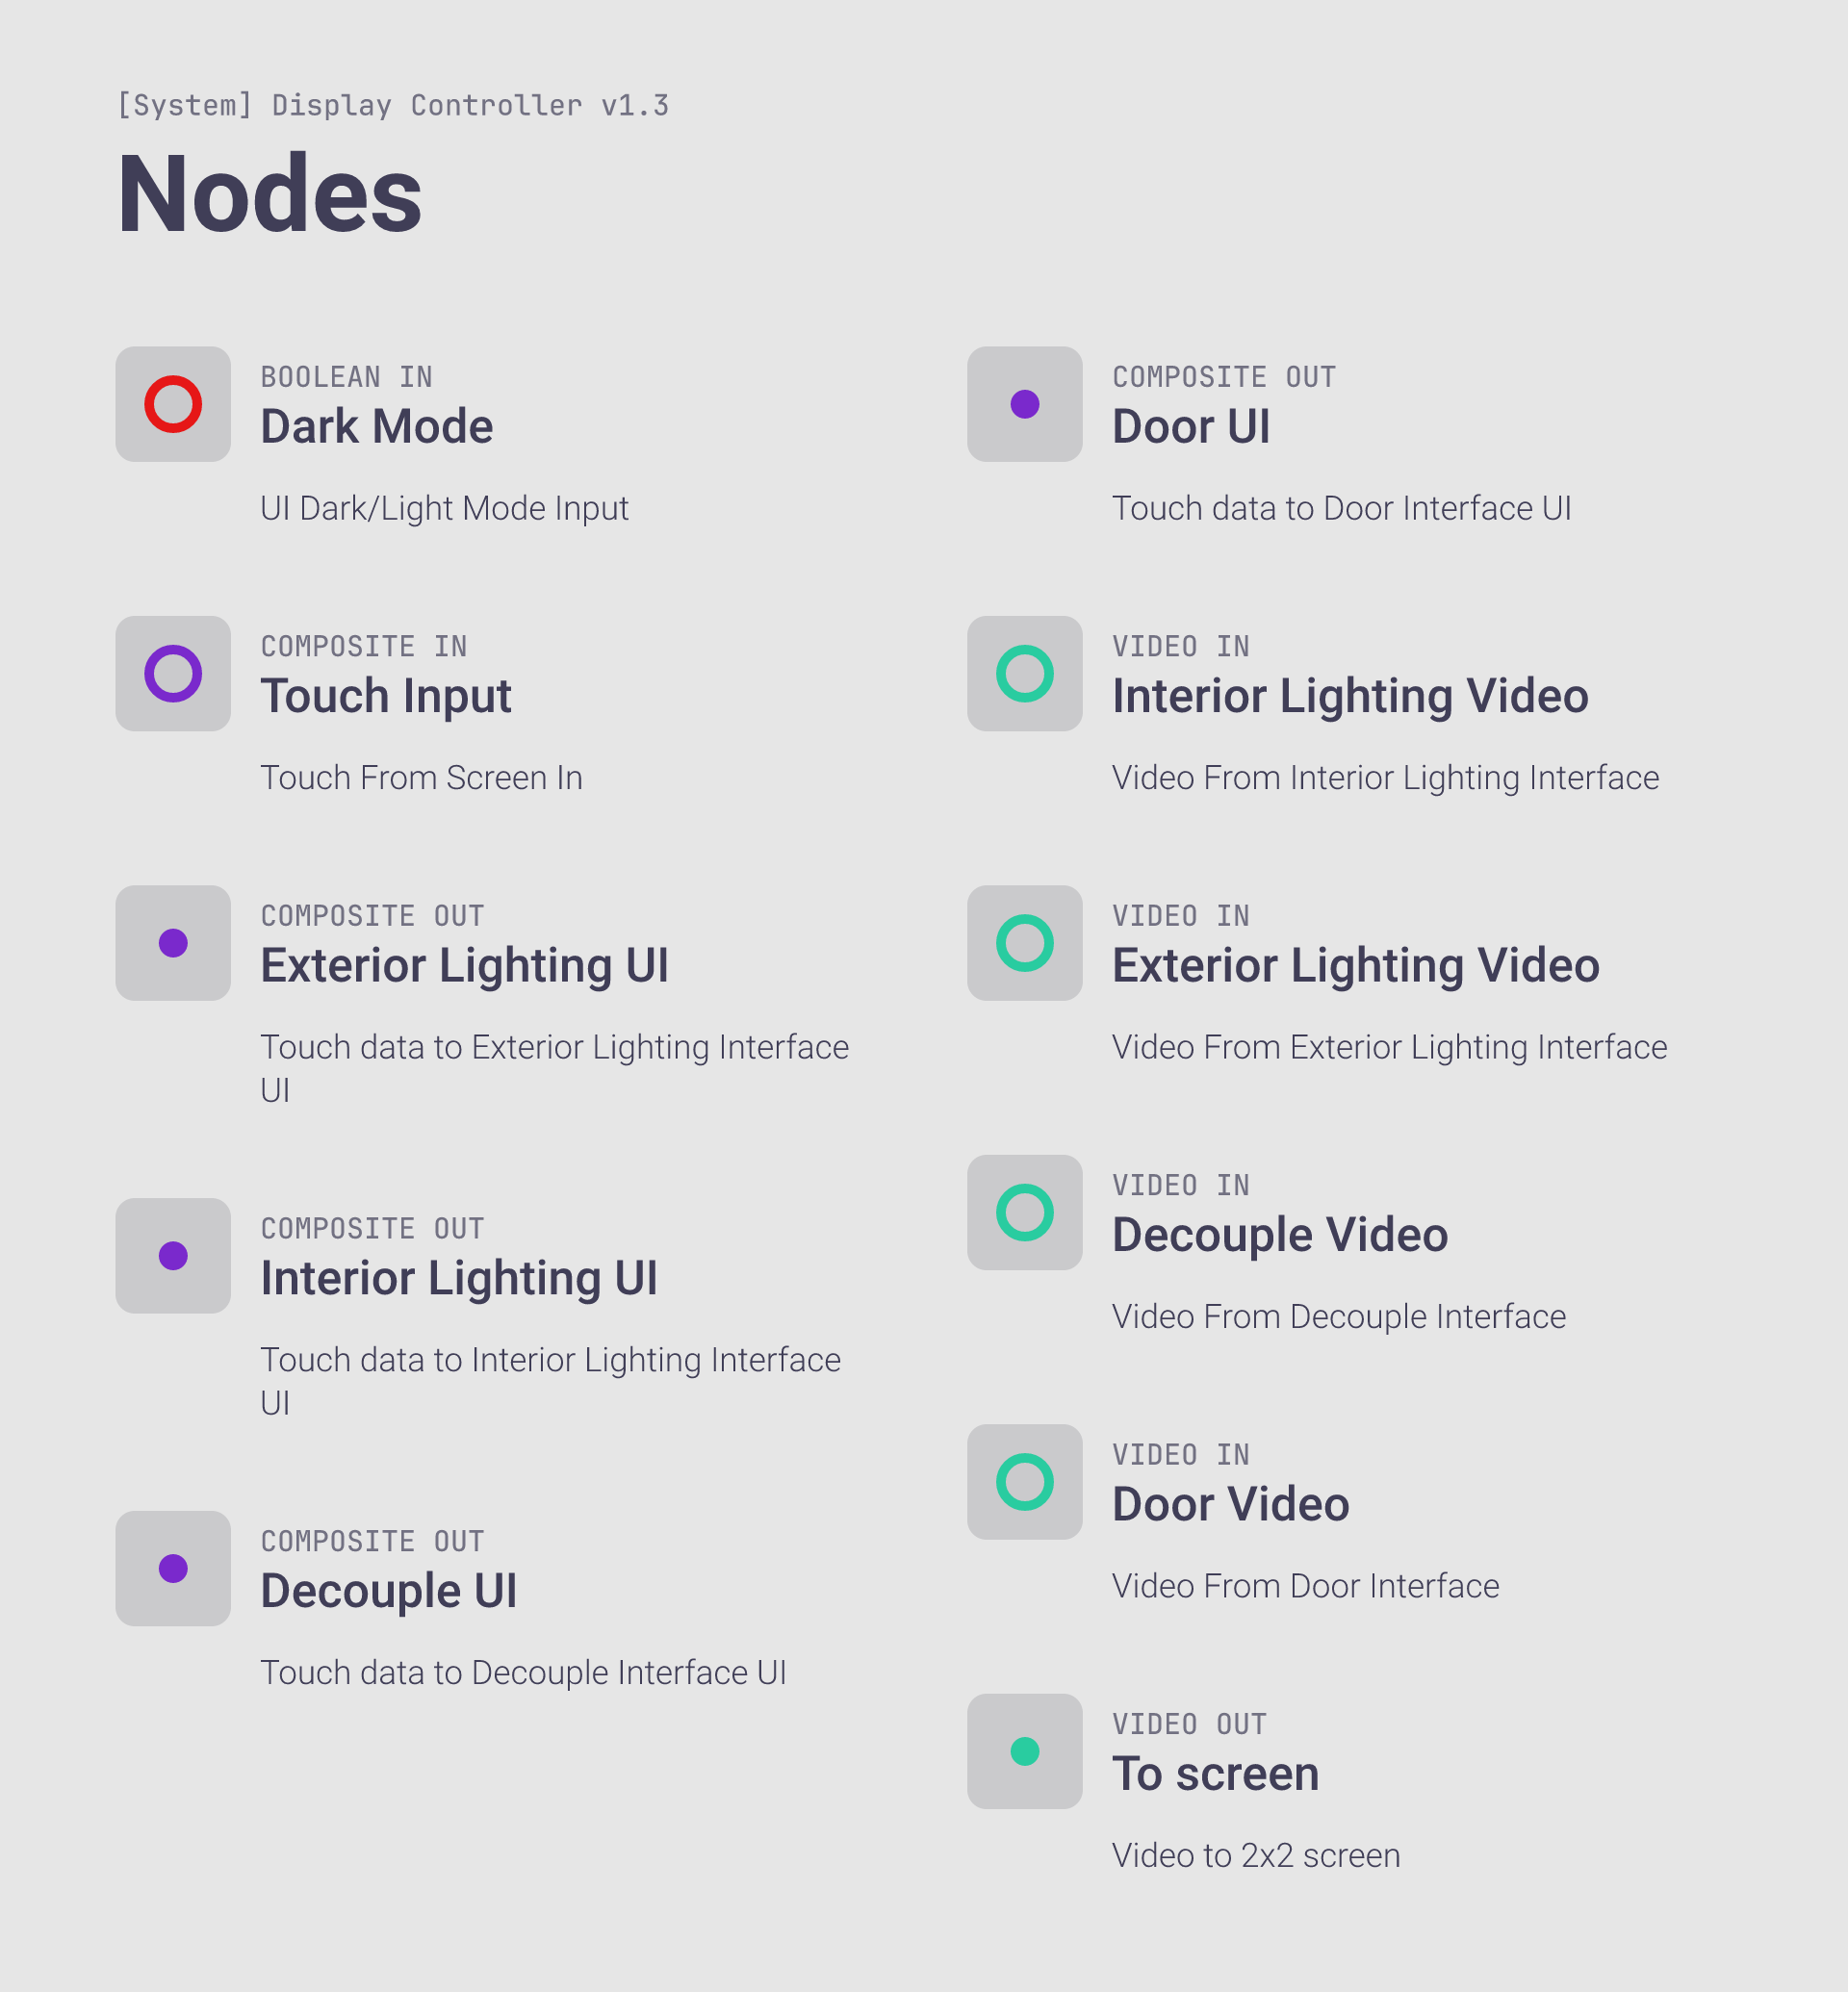 [System] Display Controller v1.3
Nodes
BOOLEAN IN
Dark Mode
UI Dark/Light Mode Input
COMPOSITE IN
Touch Input
Touch From Screen In
COMPOSITE OUT
Exterior Lighting UI
Touch data to Exterior Lighting Interface
UI
COMPOSITE OUT
Interior Lighting UI
Touch data to Interior Lighting Interface
UI
COMPOSITE OUT
Decouple UI
Touch data to Decouple Interface UI
COMPOSITE OUT
Door UI
Touch data to Door Interface UI
VIDEO IN
Interior Lighting Video
Video From Interior Lighting Interface
VIDEO IN
Exterior Lighting Video
Video From Exterior Lighting Interface
VIDEO IN
Decouple Video
Video From Decouple Interface
VIDEO IN
Door Video
Video From Door Interface
VIDEO OUT
To screen
Video to 2x2 screen